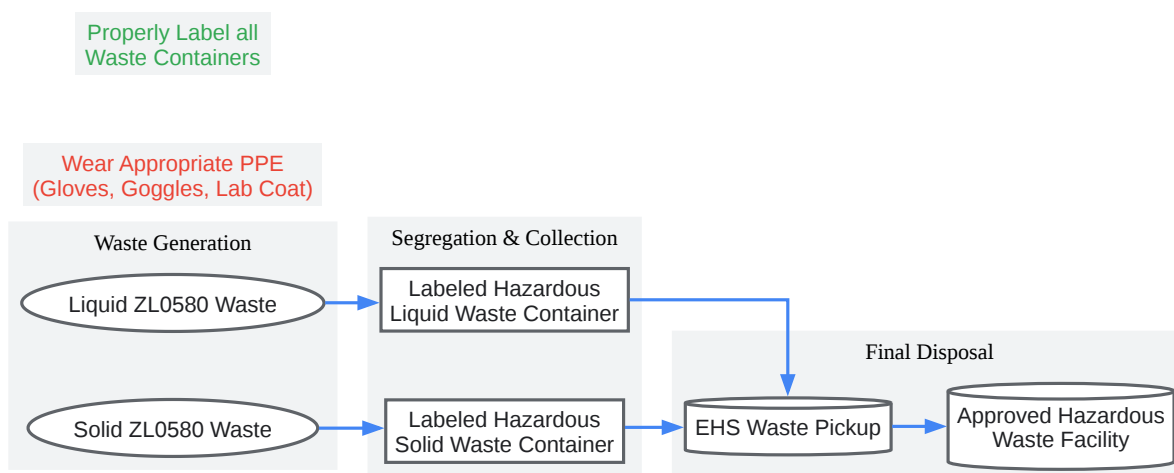 Properly Label all
Waste Containers
Wear Appropriate PPE
(Gloves, Goggles, Lab Coat)
Waste Generation
Liquid ZL0580 Waste
Solid ZL0580 Waste
Segregation & Collection
Labeled Hazardous
Liquid Waste Container
Labeled Hazardous
Solid Waste Container
Final Disposal
EHS Waste Pickup
Approved Hazardous
Waste Facility